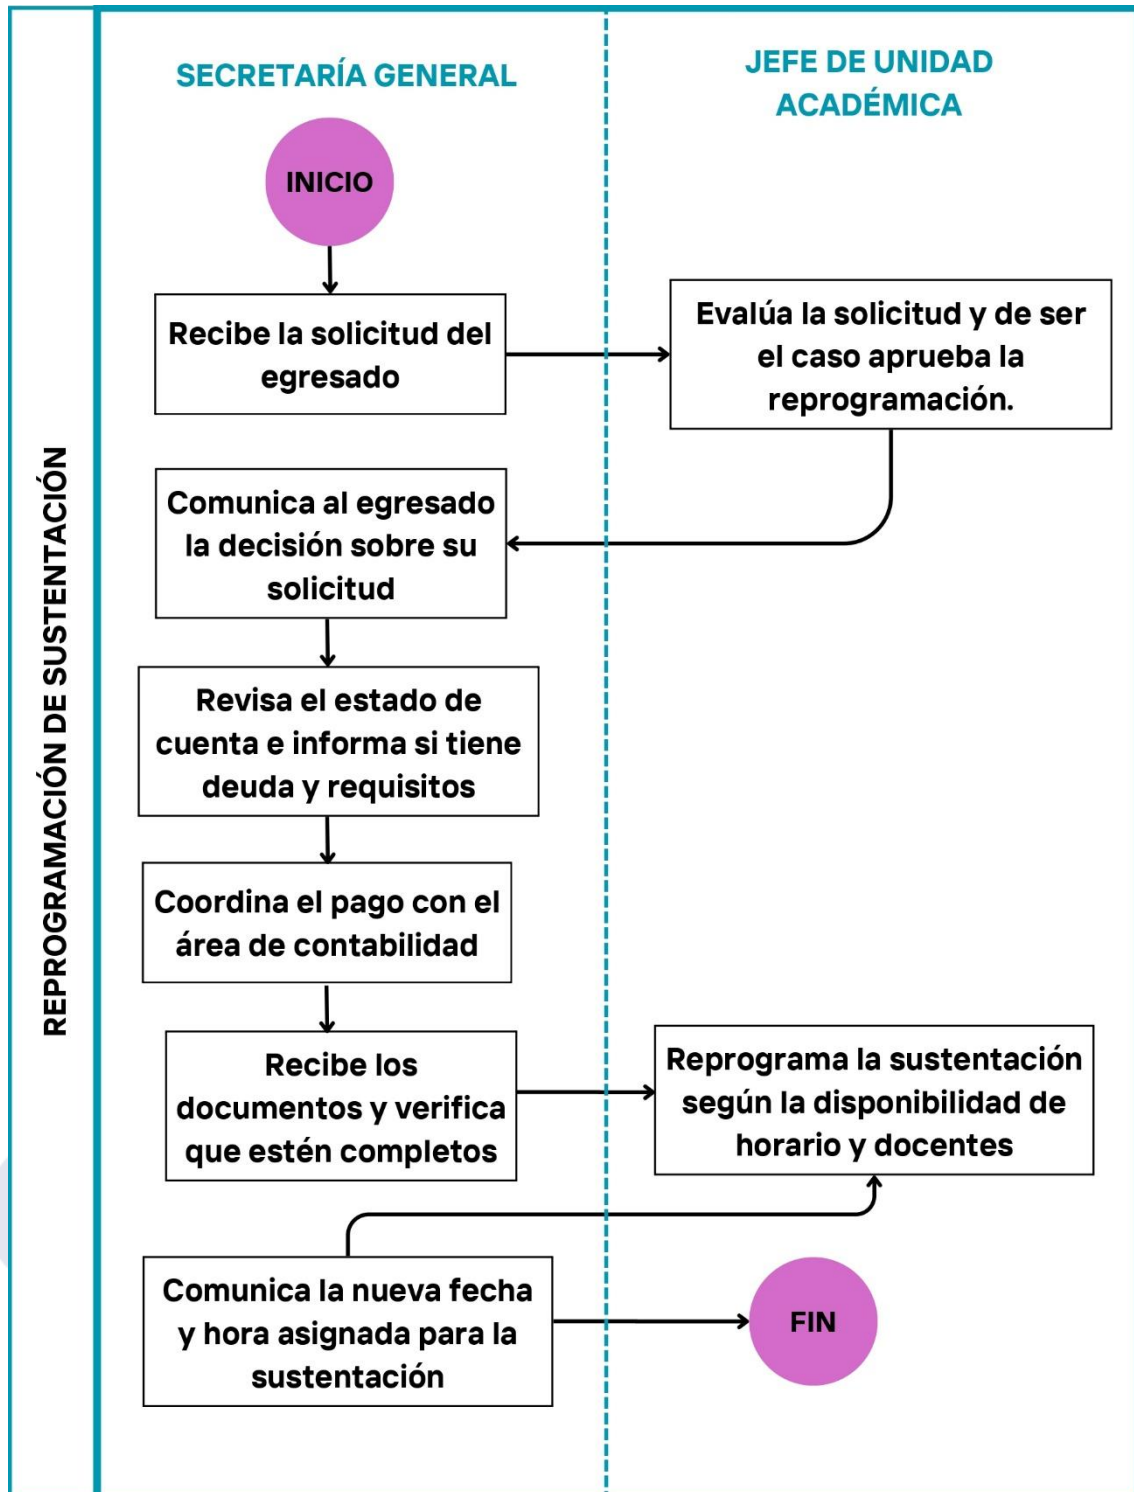 REPROGRAMACIÓN DE SUSTENTACIÓN
SECRETARÍA GENERAL
JEFE DE UNIDAD
ACADÉMICA
INICIO
Recibe la solicitud del
egresado
Evalúa la solicitud y de ser
el caso aprueba la
reprogramación.
Comunica al egresado
la decisión sobre su
solicitud
Revisa el estado de
cuenta e informa si tiene
deuda y requisitos
Coordina el pago con el
área de contabilidad
Recibe los
documentos y verifica
que estén completos
Reprograma la sustentación
según la disponibilidad de
horario y docentes
Comunica la nueva fecha
y hora asignada para la
sustentación
FIN